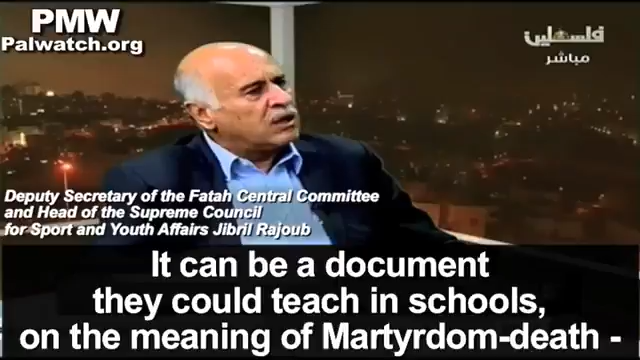 PMW
Palwatch.org
فلسطين
مباشر
Deputy Secretary of the Fatah Central Committee
and Head of the Supreme Council
for Sport and Youth Affairs Jibril Rajoub
It can be a document
they could teach in schools,
on the meaning of Martyrdom-death -